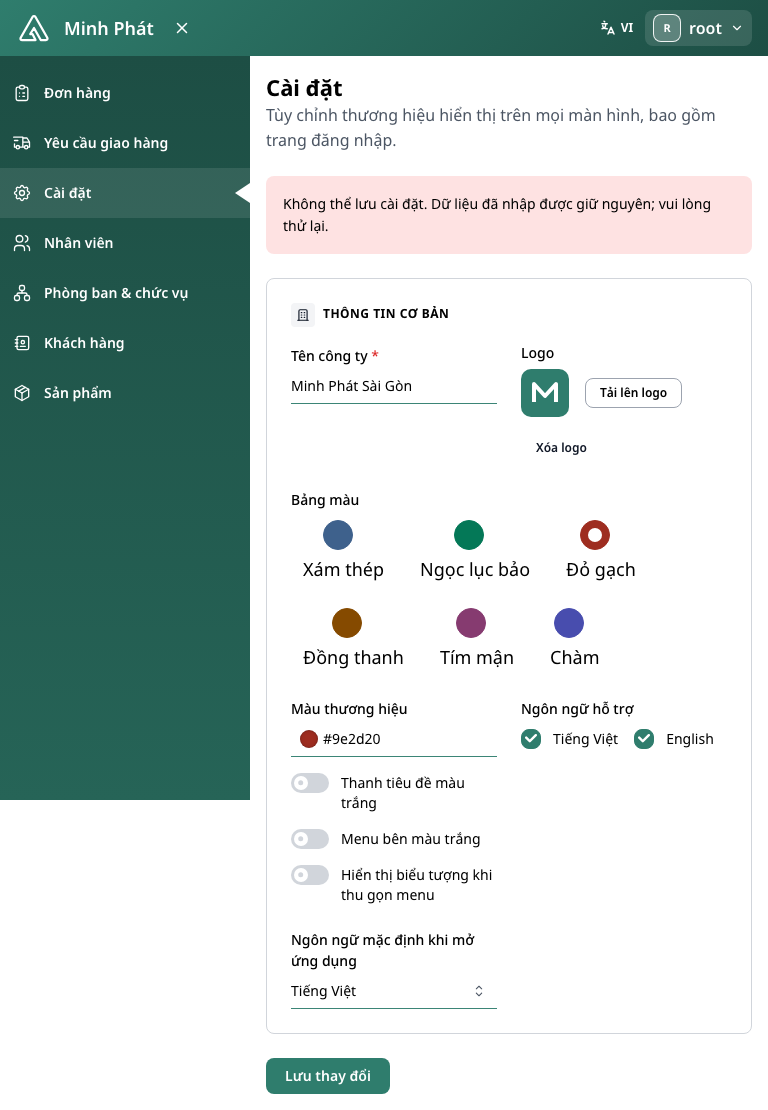 Minh Phát
VI
R
root
Đơn hàng
Yêu cầu giao hàng
Cài đặt
Nhân viên
Phòng ban & chức vụ
Khách hàng
Sản phẩm
Cài đặt
Tùy chỉnh thương hiệu hiển thị trên mọi màn hình, bao gồm
trang đăng nhập.
Không thể lưu cài đặt. Dữ liệu đã nhập được giữ nguyên; vui lòng
thử lại.
THÔNG TIN CƠ BẢN
Tên công ty *
Minh Phát Sài Gòn
Logo
M
Tải lên logo
Xóa logo
Bảng màu
Xám thép
Ngọc lục bảo
Đỏ gạch
Đồng thanh
Tím mận
Chàm
Màu thương hiệu
#9e2d20
Ngôn ngữ hỗ trợ
Tiếng Việt
English
Thanh tiêu đề màu
trắng
Menu bên màu trắng
Hiển thị biểu tượng khi
thu gọn menu
Ngôn ngữ mặc định khi mở
ứng dụng
Tiếng Việt
Lưu thay đổi